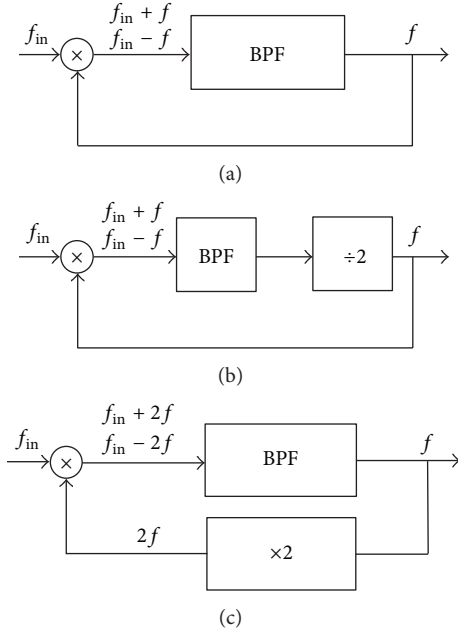 f_in + f
f_in − f
f_in
×
BPF
f
(a)
f_in + f
f_in − f
f_in
×
BPF
÷2
f
(b)
f_in + 2f
f_in − 2f
f_in
×
BPF
f
2f
×2
(c)